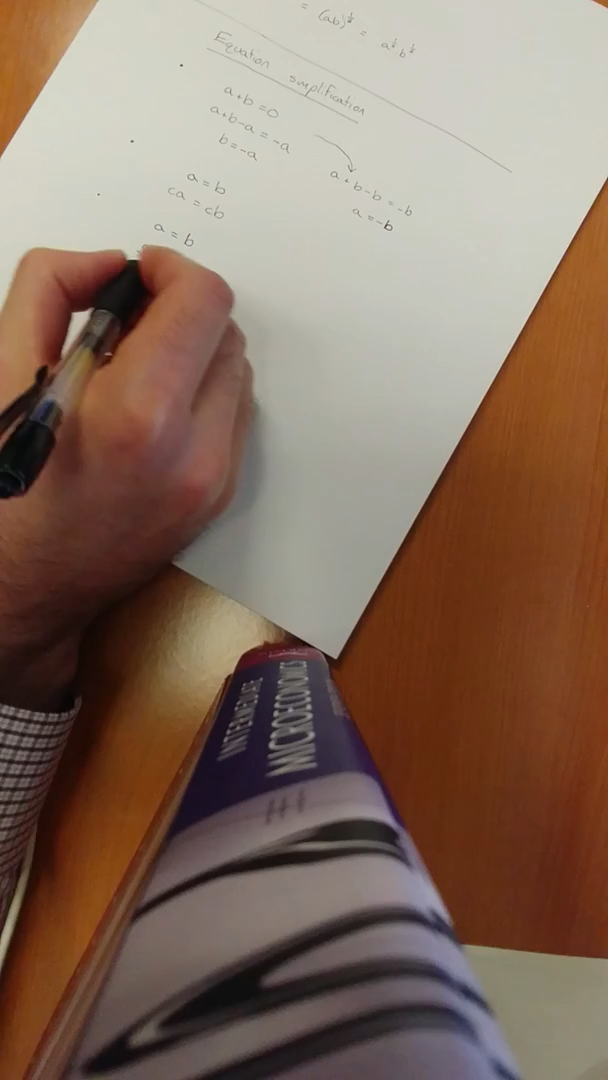 = (ab)^½ = a^½ b^½
Equation simplification
a+b=0
a+b-a = -a
b=-a
a+b-b = -b
a=-b
a=b
ca = cb
a = b
INTERMEDIATE
MICROECONOMICS